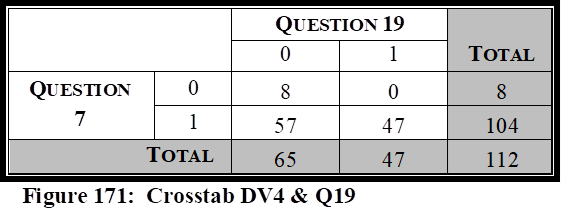 QUESTION 19
0 1 TOTAL
QUESTION 7 0 8 0 8
1 57 47 104
TOTAL 65 47 112
Figure 171: Crosstab DV4 & Q19